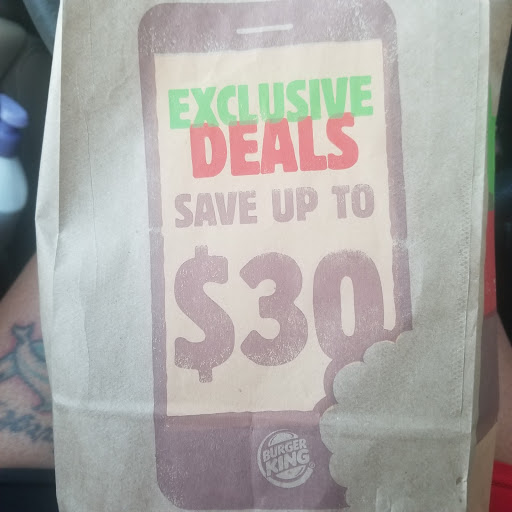 EXCLUSIVE
DEALS
SAVE UP TO
$30
BURGER
KING